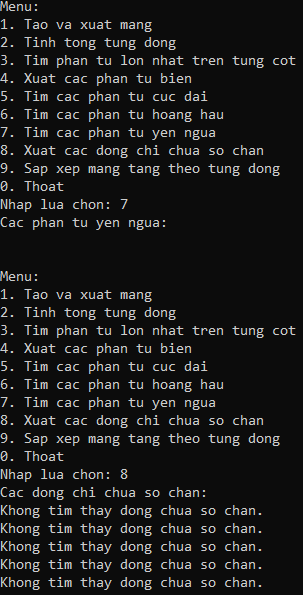 Menu:
1. Tao va xuat mang
2. Tinh tong tung dong
3. Tim phan tu lon nhat tren tung cot
4. Xuat cac phan tu bien
5. Tim cac phan tu cuc dai
6. Tim cac phan tu hoang hau
7. Tim cac phan tu yen ngua
8. Xuat cac dong chi chua so chan
9. Sap xep mang tang theo tung dong
0. Thoat
Nhap lua chon: 7
Cac phan tu yen ngua:
Menu:
1. Tao va xuat mang
2. Tinh tong tung dong
3. Tim phan tu lon nhat tren tung cot
4. Xuat cac phan tu bien
5. Tim cac phan tu cuc dai
6. Tim cac phan tu hoang hau
7. Tim cac phan tu yen ngua
8. Xuat cac dong chi chua so chan
9. Sap xep mang tang theo tung dong
0. Thoat
Nhap lua chon: 8
Cac dong chi chua so chan:
Khong tim thay dong chua so chan.
Khong tim thay dong chua so chan.
Khong tim thay dong chua so chan.
Khong tim thay dong chua so chan.
Khong tim thay dong chua so chan.